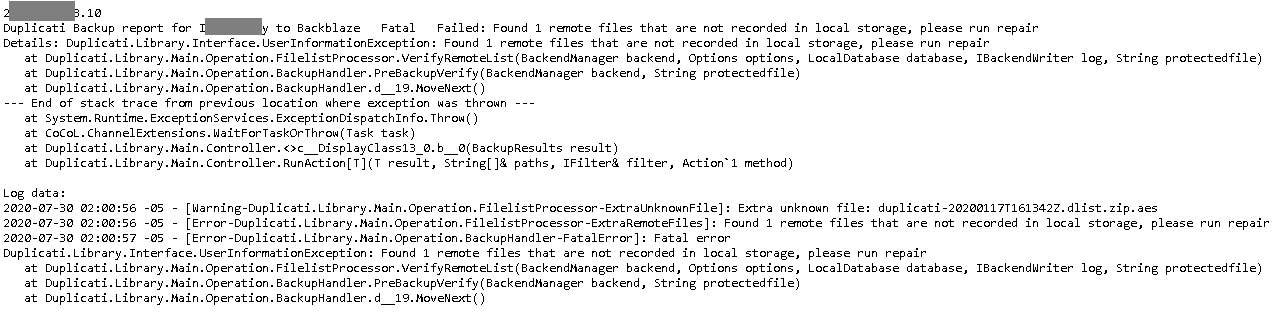 2 3.10
Duplicati Backup report for I y to Backblaze   Fatal   Failed: Found 1 remote files that are not recorded in local storage, please run repair
Details: Duplicati.Library.Interface.UserInformationException: Found 1 remote files that are not recorded in local storage, please run repair
   at Duplicati.Library.Main.Operation.FilelistProcessor.VerifyRemoteList(BackendManager backend, Options options, LocalDatabase database, IBackendWriter log, String protectedfile)
   at Duplicati.Library.Main.Operation.BackupHandler.PreBackupVerify(BackendManager backend, String protectedfile)
   at Duplicati.Library.Main.Operation.BackupHandler.d__19.MoveNext()
--- End of stack trace from previous location where exception was thrown ---
   at System.Runtime.ExceptionServices.ExceptionDispatchInfo.Throw()
   at CoCoL.ChannelExtensions.WaitForTaskOrThrow(Task task)
   at Duplicati.Library.Main.Controller.<>c__DisplayClass13_0.b__0(BackupResults result)
   at Duplicati.Library.Main.Controller.RunAction[T](T result, String[]& paths, IFilter& filter, Action`1 method)
Log data:
2020-07-30 02:00:56 -05 - [Warning-Duplicati.Library.Main.Operation.FilelistProcessor-ExtraUnknownFile]: Extra unknown file: duplicati-20200117T161342Z.dlist.zip.aes
2020-07-30 02:00:56 -05 - [Error-Duplicati.Library.Main.Operation.FilelistProcessor-ExtraRemoteFiles]: Found 1 remote files that are not recorded in local storage, please run repair
2020-07-30 02:00:57 -05 - [Error-Duplicati.Library.Main.Operation.BackupHandler-FatalError]: Fatal error
Duplicati.Library.Interface.UserInformationException: Found 1 remote files that are not recorded in local storage, please run repair
   at Duplicati.Library.Main.Operation.FilelistProcessor.VerifyRemoteList(BackendManager backend, Options options, LocalDatabase database, IBackendWriter log, String protectedfile)
   at Duplicati.Library.Main.Operation.BackupHandler.PreBackupVerify(BackendManager backend, String protectedfile)
   at Duplicati.Library.Main.Operation.BackupHandler.d__19.MoveNext()